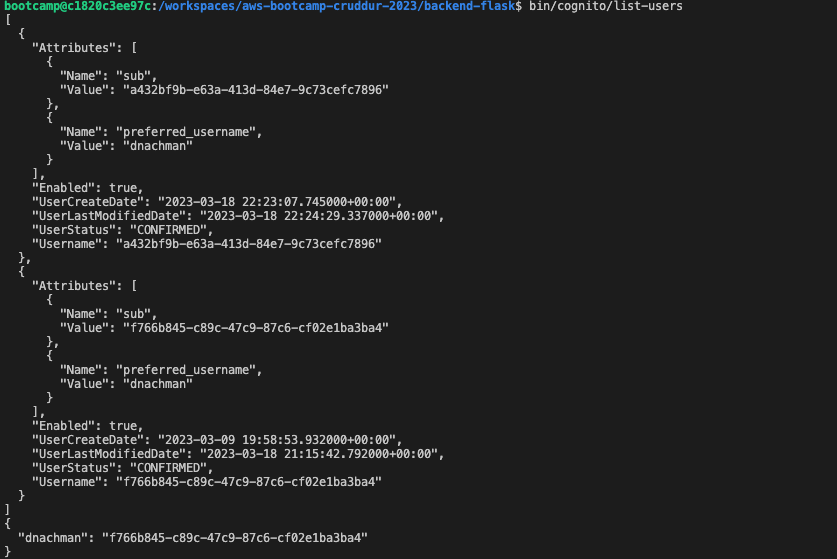 bootcamp@c1820c3ee97c:/workspaces/aws-bootcamp-cruddur-2023/backend-flask$ bin/cognito/list-users
[
  {
    "Attributes": [
      {
        "Name": "sub",
        "Value": "a432bf9b-e63a-413d-84e7-9c73cefc7896"
      },
      {
        "Name": "preferred_username",
        "Value": "dnachman"
      }
    ],
    "Enabled": true,
    "UserCreateDate": "2023-03-18 22:23:07.745000+00:00",
    "UserLastModifiedDate": "2023-03-18 22:24:29.337000+00:00",
    "UserStatus": "CONFIRMED",
    "Username": "a432bf9b-e63a-413d-84e7-9c73cefc7896"
  },
  {
    "Attributes": [
      {
        "Name": "sub",
        "Value": "f766b845-c89c-47c9-87c6-cf02e1ba3ba4"
      },
      {
        "Name": "preferred_username",
        "Value": "dnachman"
      }
    ],
    "Enabled": true,
    "UserCreateDate": "2023-03-09 19:58:53.932000+00:00",
    "UserLastModifiedDate": "2023-03-18 21:15:42.792000+00:00",
    "UserStatus": "CONFIRMED",
    "Username": "f766b845-c89c-47c9-87c6-cf02e1ba3ba4"
  }
]
{
  "dnachman": "f766b845-c89c-47c9-87c6-cf02e1ba3ba4"
}